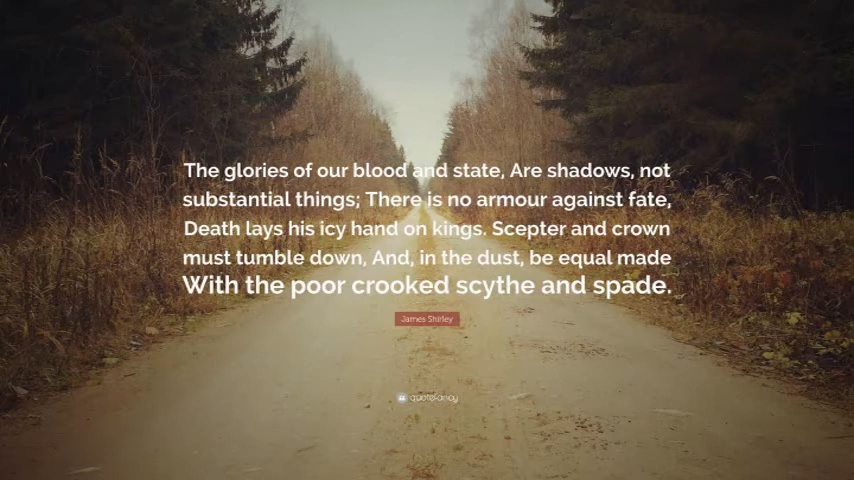 The glories of our blood and state, Are shadows, not
substantial things; There is no armour against fate,
Death lays his icy hand on kings. Scepter and crown
must tumble down, And, in the dust, be equal made
With the poor crooked scythe and spade.
James Shirley
quotefancy